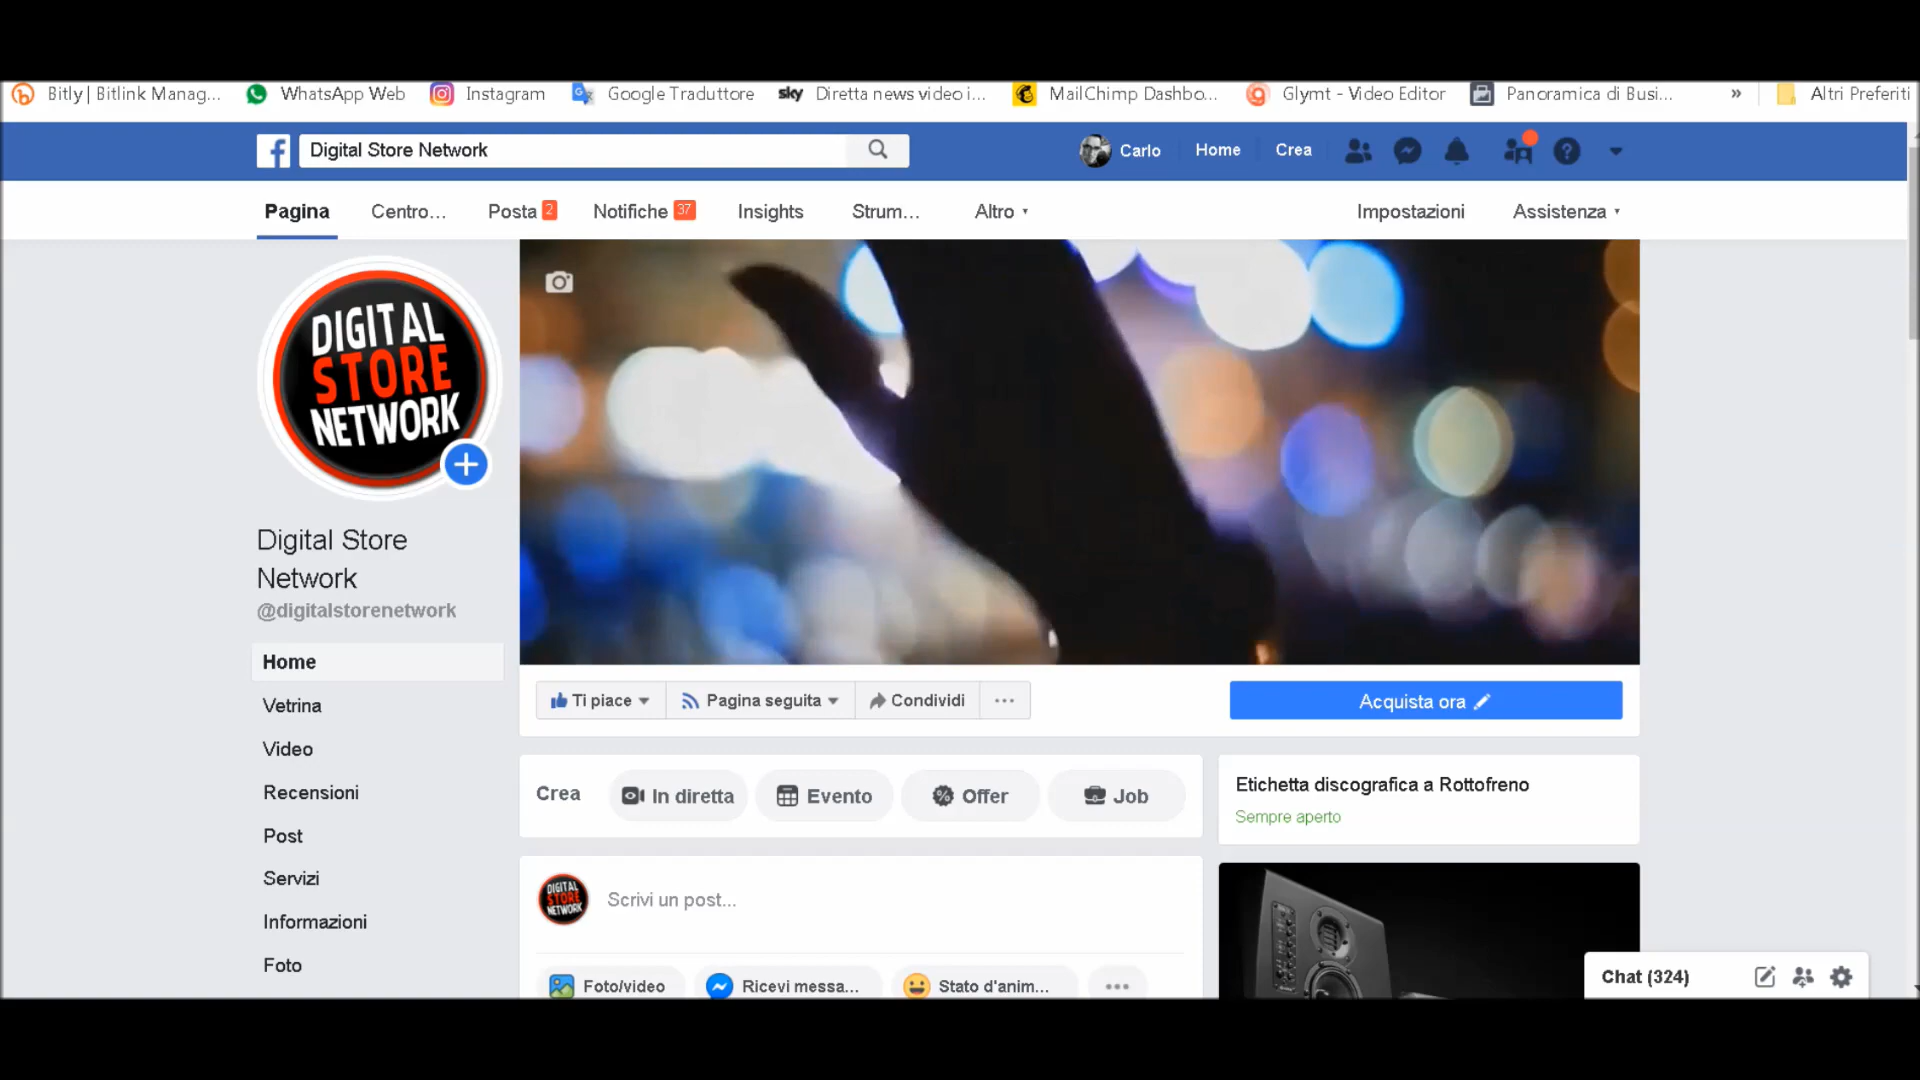 Bitly | Bitlink Manag...
WhatsApp Web
Instagram
Google Traduttore
sky Diretta news video i...
MailChimp Dashbo...
Glymt - Video Editor
Panoramica di Busi...
»
Altri Preferiti
Digital Store Network
Carlo
Home
Crea
Pagina
Centro...
Posta 2
Notifiche 37
Insights
Strum...
Altro
Impostazioni
Assistenza
DIGITAL
STORE
NETWORK
Digital Store
Network
@digitalstorenetwork
Home
Vetrina
Video
Recensioni
Post
Servizi
Informazioni
Foto
Ti piace
Pagina seguita
Condividi
...
Acquista ora
Crea
In diretta
Evento
Offer
Job
Etichetta discografica a Rottofreno
Sempre aperto
DIGITAL
STORE
NETWORK
Scrivi un post...
Foto/video
Ricevi messa...
Stato d'anim...
...
Chat (324)